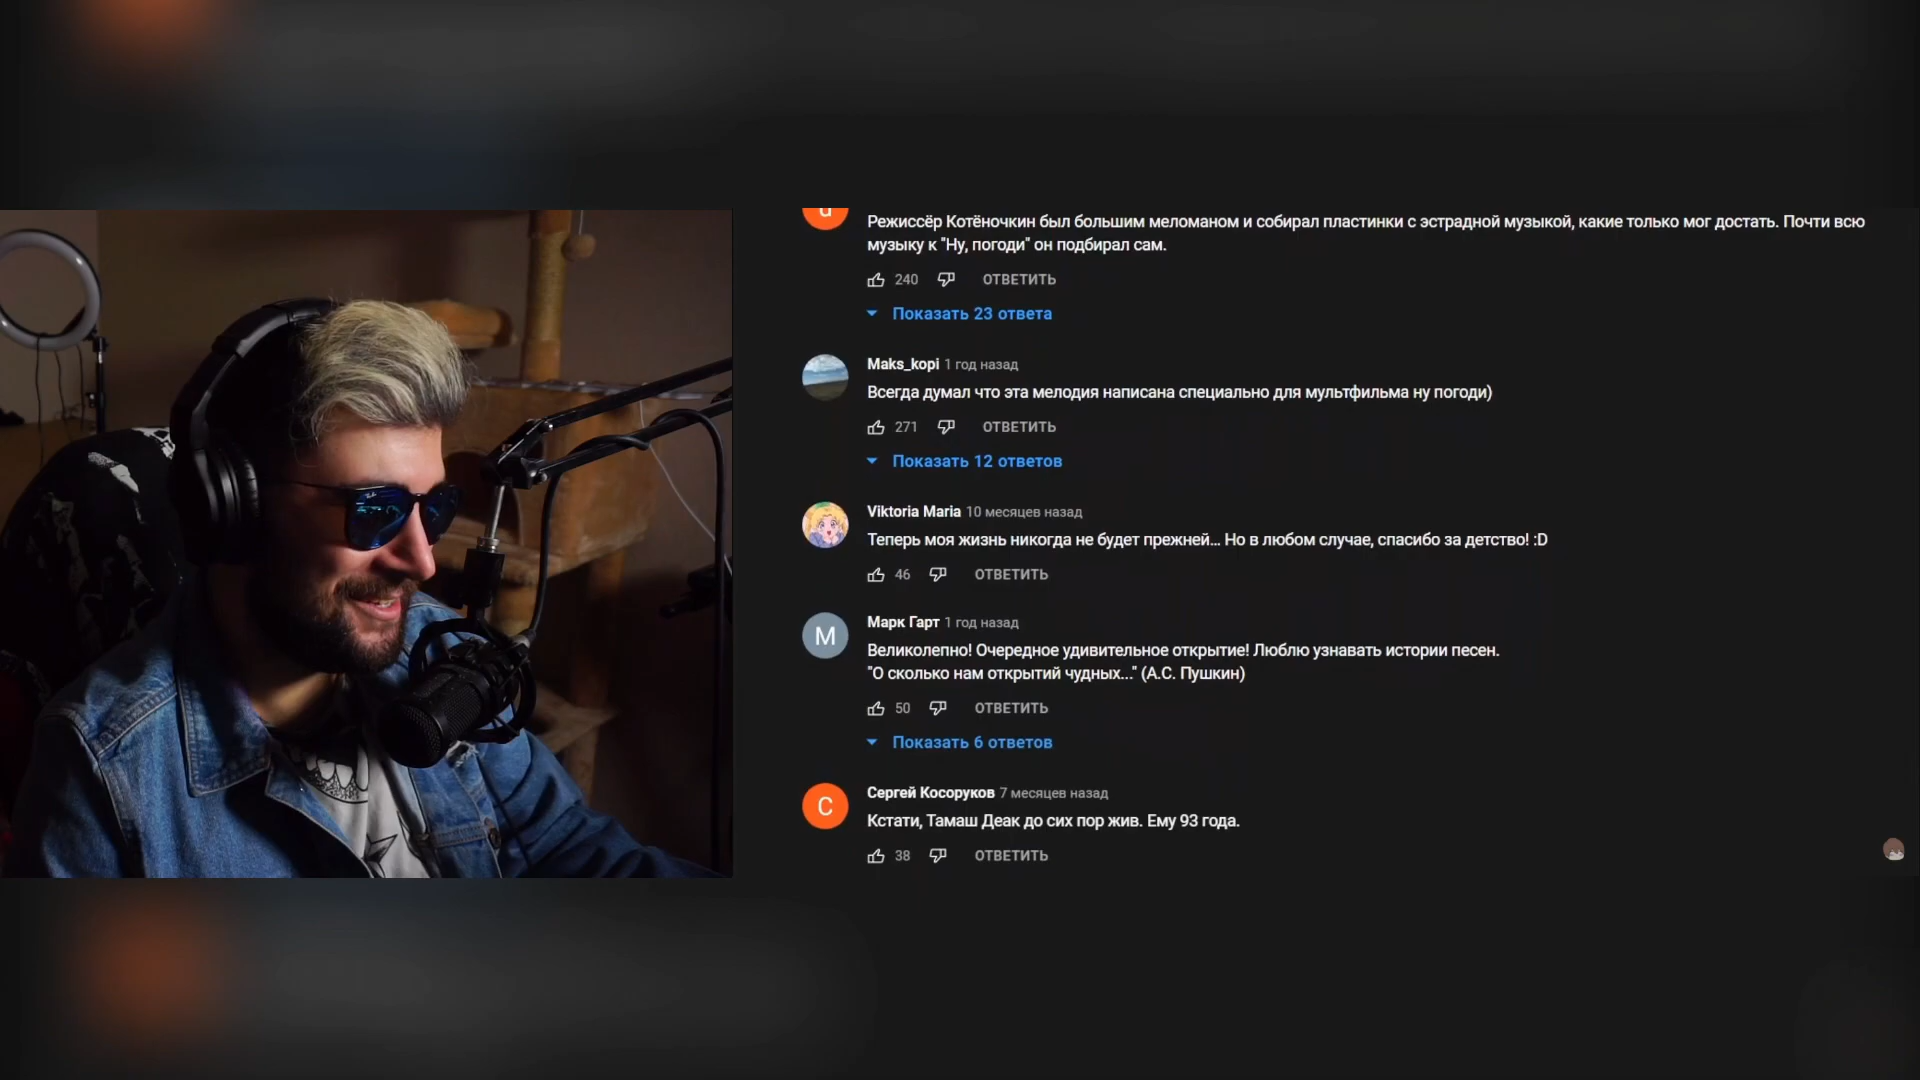 Режиссёр Котёночкин был большим меломаном и собирал пластинки с эстрадной музыкой, какие только мог достать. Почти всю
музыку к "Ну, погоди" он подбирал сам.
240 ОТВЕТИТЬ
Показать 23 ответа
Maks_kopi 1 год назад
Всегда думал что эта мелодия написана специально для мультфильма ну погоди)
271 ОТВЕТИТЬ
Показать 12 ответов
Viktoria Maria 10 месяцев назад
Теперь моя жизнь никогда не будет прежней... Но в любом случае, спасибо за детство! :D
46 ОТВЕТИТЬ
М
Марк Гарт 1 год назад
Великолепно! Очередное удивительное открытие! Люблю узнавать истории песен.
"О сколько нам открытий чудных..." (А.С. Пушкин)
50 ОТВЕТИТЬ
Показать 6 ответов
С
Сергей Косоруков 7 месяцев назад
Кстати, Тамаш Деак до сих пор жив. Ему 93 года.
38 ОТВЕТИТЬ